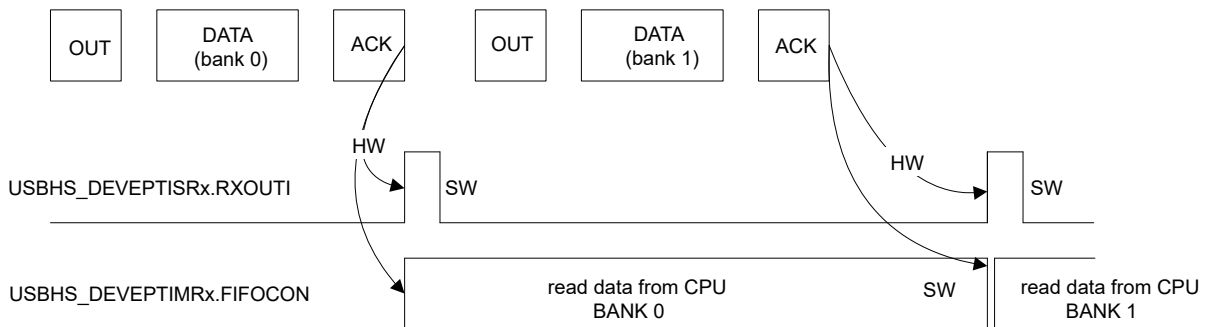 OUT
DATA
(bank 0)
ACK
OUT
DATA
(bank 1)
ACK
HW
HW
USBHS_DEVEPTISRx.RXOUTI
SW
SW
USBHS_DEVEPTIMRx.FIFOCON
read data from CPU
BANK 0
SW
read data from CPU
BANK 1